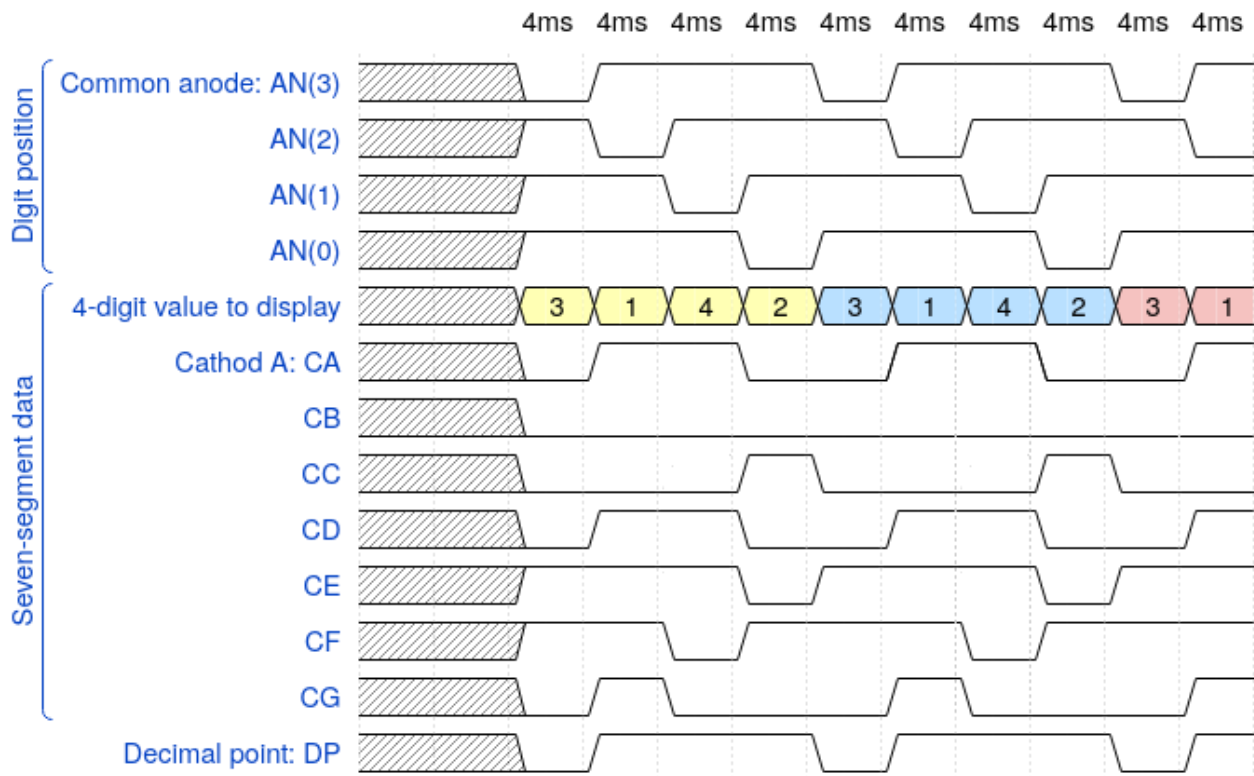 4ms 4ms 4ms 4ms 4ms 4ms 4ms 4ms 4ms 4ms
Digit position
Common anode: AN(3)
AN(2)
AN(1)
AN(0)
Seven-segment data
4-digit value to display 3 1 4 2 3 1 4 2 3 1
Cathod A: CA
CB
CC
CD
CE
CF
CG
Decimal point: DP